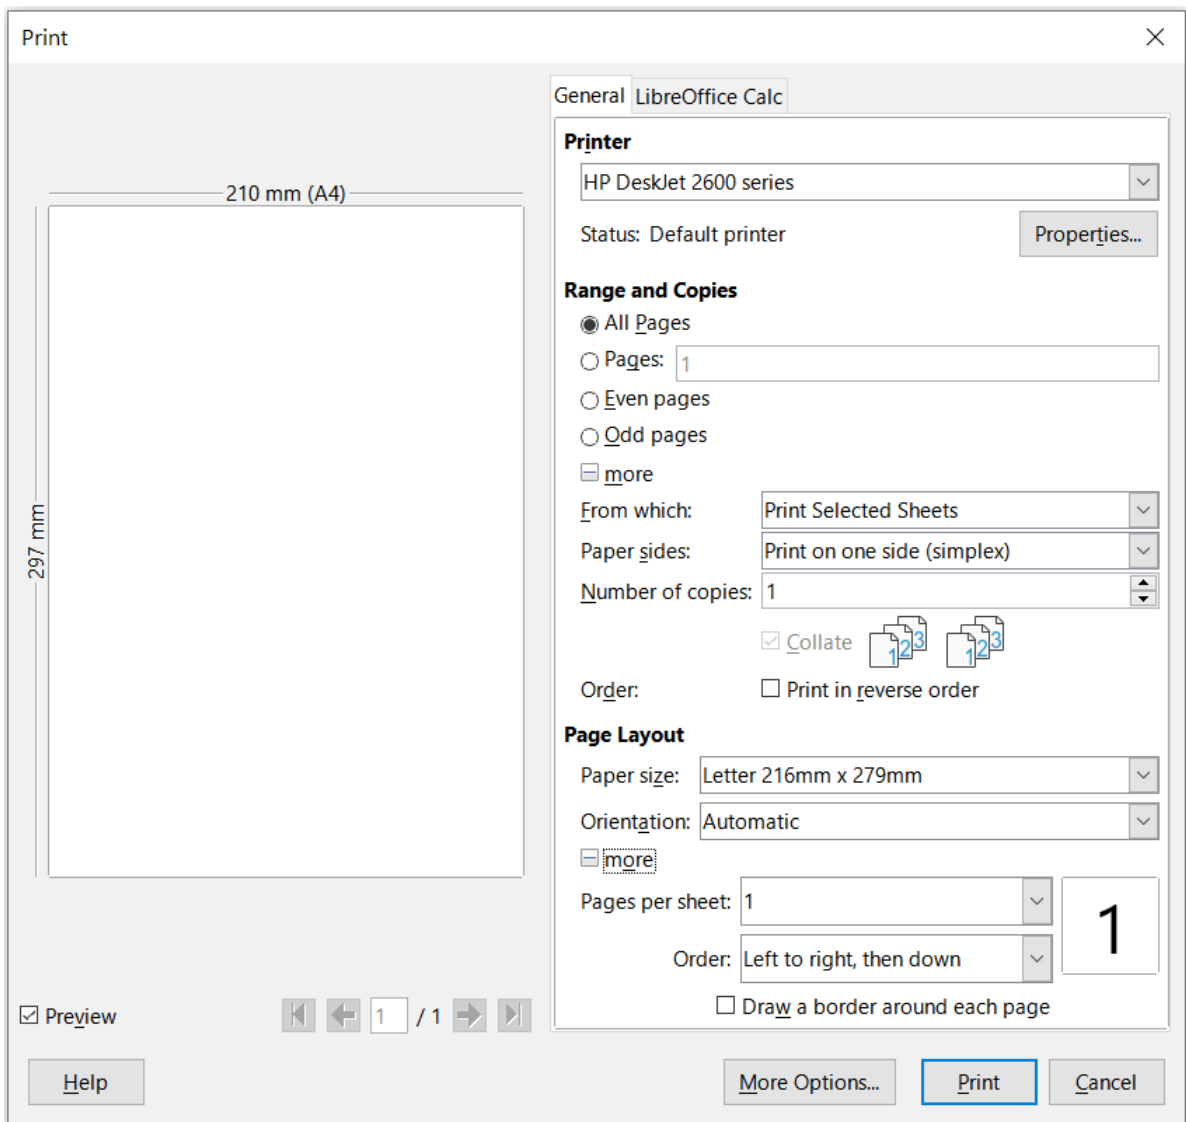 Print
General LibreOffice Calc
Printer
210 mm (A4)
HP DeskJet 2600 series
Status: Default printer Properties...
Range and Copies
All Pages
Pages: 1
Even pages
Odd pages
more
297 mm
From which: Print Selected Sheets
Paper sides: Print on one side (simplex)
Number of copies: 1
Collate 1 2 3 1 2 3
Order: Print in reverse order
Page Layout
Paper size: Letter 216mm x 279mm
Orientation: Automatic
more
Pages per sheet: 1
1
Order: Left to right, then down
Draw a border around each page
Preview 1 / 1
Help More Options... Print Cancel